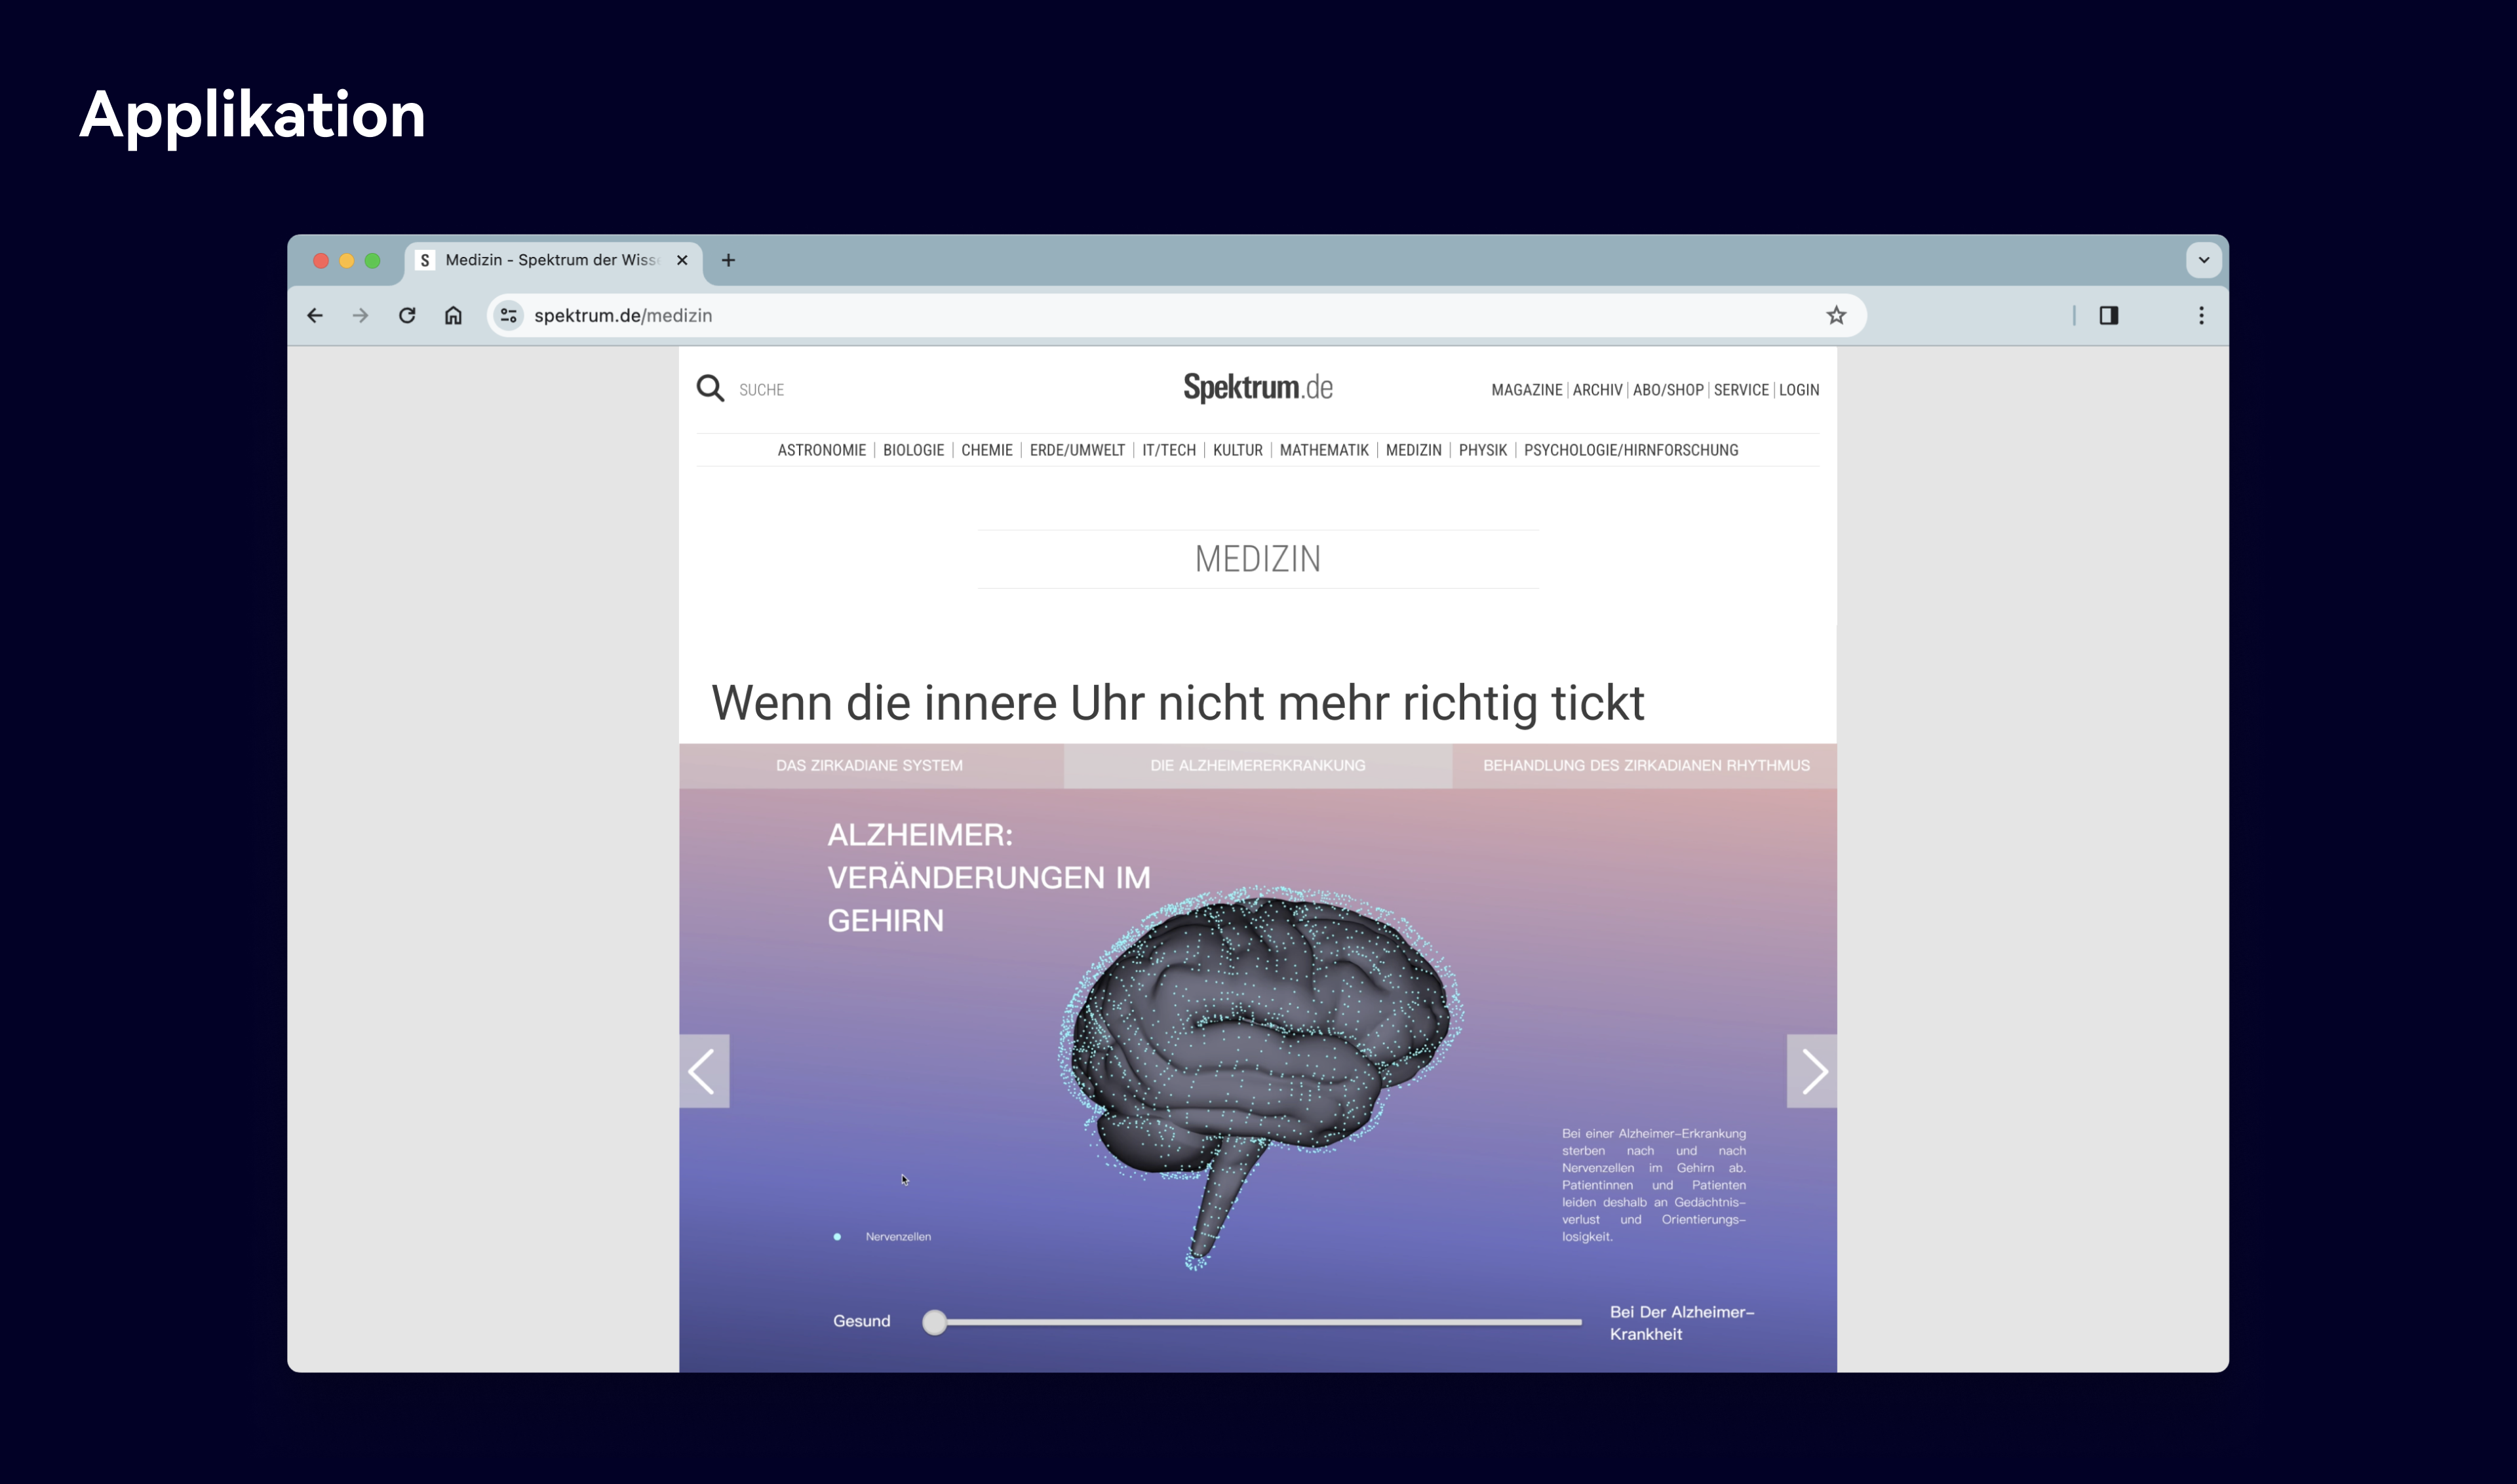 Applikation
S Medizin - Spektrum der Wiss
spektrum.de/medizin
SUCHE
Spektrum.de
MAGAZINE | ARCHIV | ABO/SHOP | SERVICE | LOGIN
ASTRONOMIE | BIOLOGIE | CHEMIE | ERDE/UMWELT | IT/TECH | KULTUR | MATHEMATIK | MEDIZIN | PHYSIK | PSYCHOLOGIE/HIRNFORSCHUNG
MEDIZIN
Wenn die innere Uhr nicht mehr richtig tickt
DAS ZIRKADIANE SYSTEM
DIE ALZHEIMERERKRANKUNG
BEHANDLUNG DES ZIRKADIANEN RHYTHMUS
ALZHEIMER:
VERÄNDERUNGEN IM
GEHIRN
Bei einer Alzheimer-Erkrankung
sterben nach und nach
Nervenzellen im Gehirn ab.
Patientinnen und Patienten
leiden deshalb an Gedächtnis-
verlust und Orientierungs-
losigkeit.
Nervenzellen
Gesund
Bei Der Alzheimer-
Krankheit